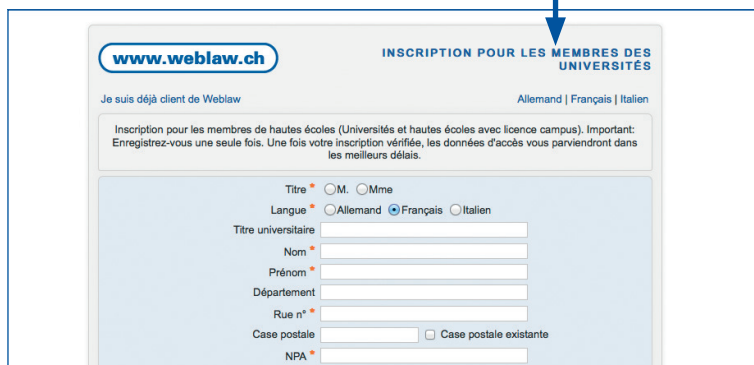 www.weblaw.ch
INSCRIPTION POUR LES MEMBRES DES
UNIVERSITÉS
Je suis déjà client de Weblaw
Allemand | Français | Italien
Inscription pour les membres de hautes écoles (Universités et hautes écoles avec licence campus). Important:
Enregistrez-vous une seule fois. Une fois votre inscription vérifiée, les données d'accès vous parviendront dans
les meilleurs délais.
Titre * M. Mme
Langue * Allemand Français Italien
Titre universitaire
Nom *
Prénom *
Département
Rue n° *
Case postale Case postale existante
NPA *